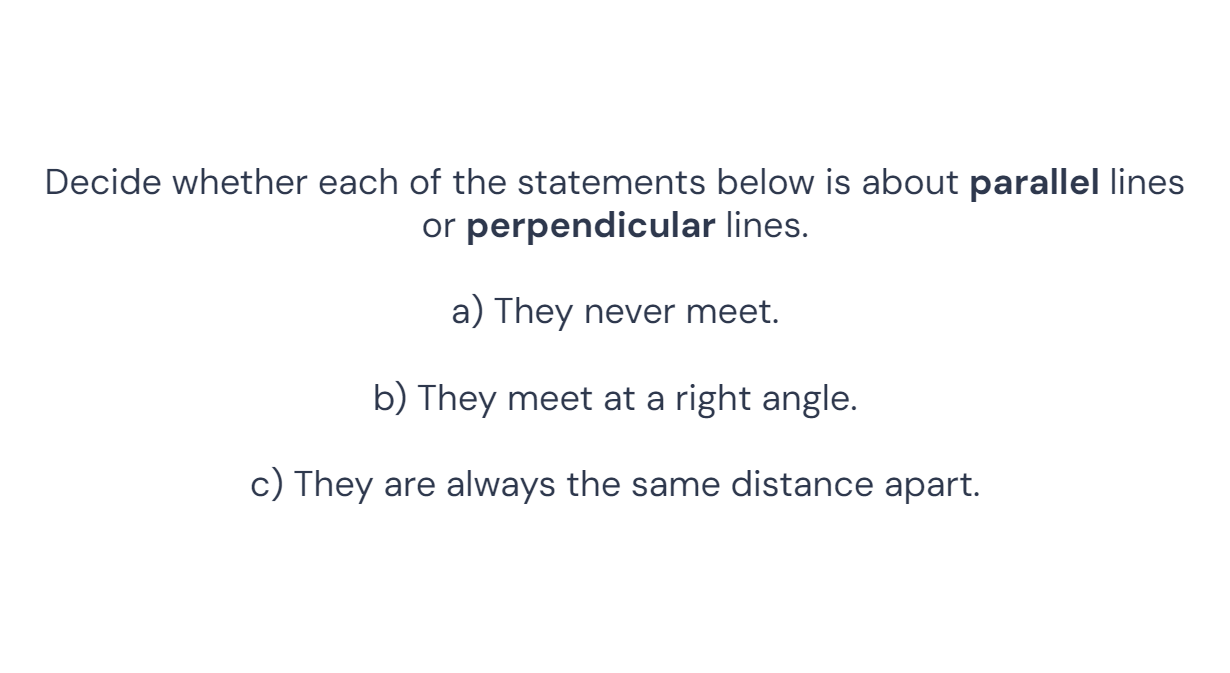 Decide whether each of the statements below is about parallel lines
or perpendicular lines.
a) They never meet.
b) They meet at a right angle.
c) They are always the same distance apart.